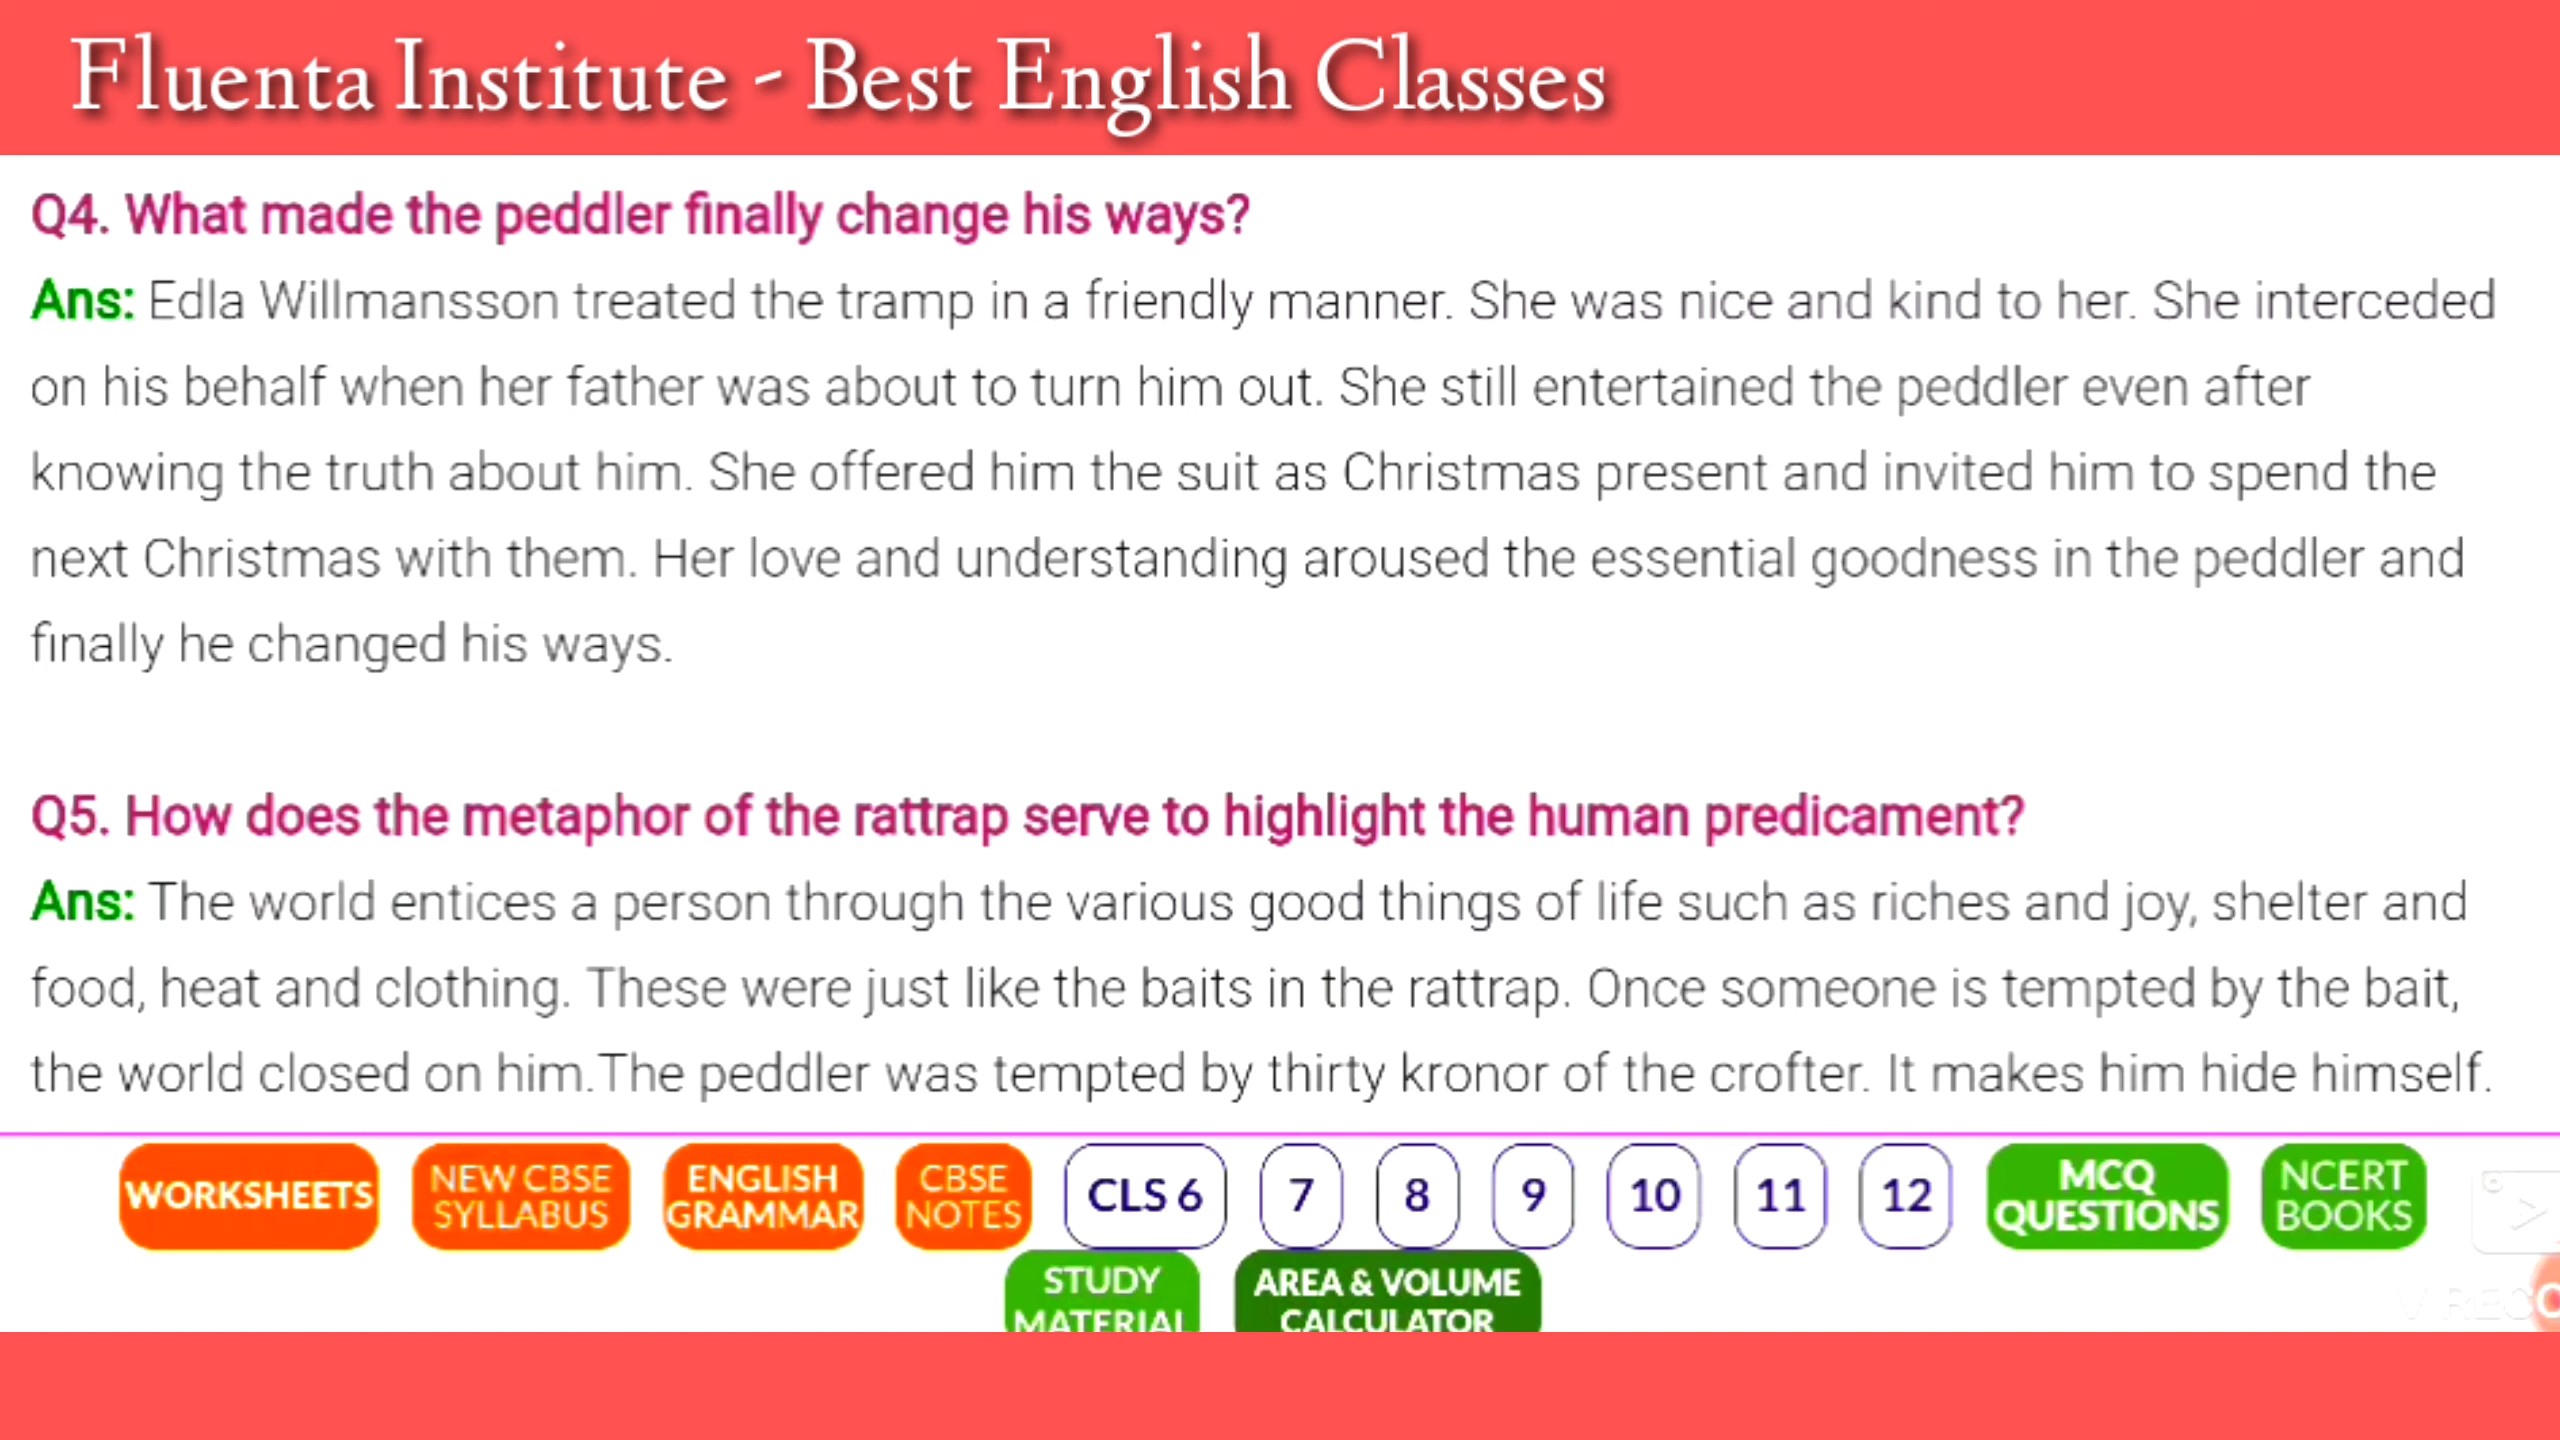 Fluenta Institute - Best English Classes
Q4. What made the peddler finally change his ways?
Ans: Edla Willmansson treated the tramp in a friendly manner. She was nice and kind to her. She interceded
on his behalf when her father was about to turn him out. She still entertained the peddler even after
knowing the truth about him. She offered him the suit as Christmas present and invited him to spend the
next Christmas with them. Her love and understanding aroused the essential goodness in the peddler and
finally he changed his ways.
Q5. How does the metaphor of the rattrap serve to highlight the human predicament?
Ans: The world entices a person through the various good things of life such as riches and joy, shelter and
food, heat and clothing. These were just like the baits in the rattrap. Once someone is tempted by the bait,
the world closed on him.The peddler was tempted by thirty kronor of the crofter. It makes him hide himself.
WORKSHEETS NEW CBSE SYLLABUS ENGLISH GRAMMAR CBSE NOTES CLS 6 7 8 9 10 11 12 MCQ QUESTIONS NCERT BOOKS
STUDY MATERIAL AREA & VOLUME CALCULATOR